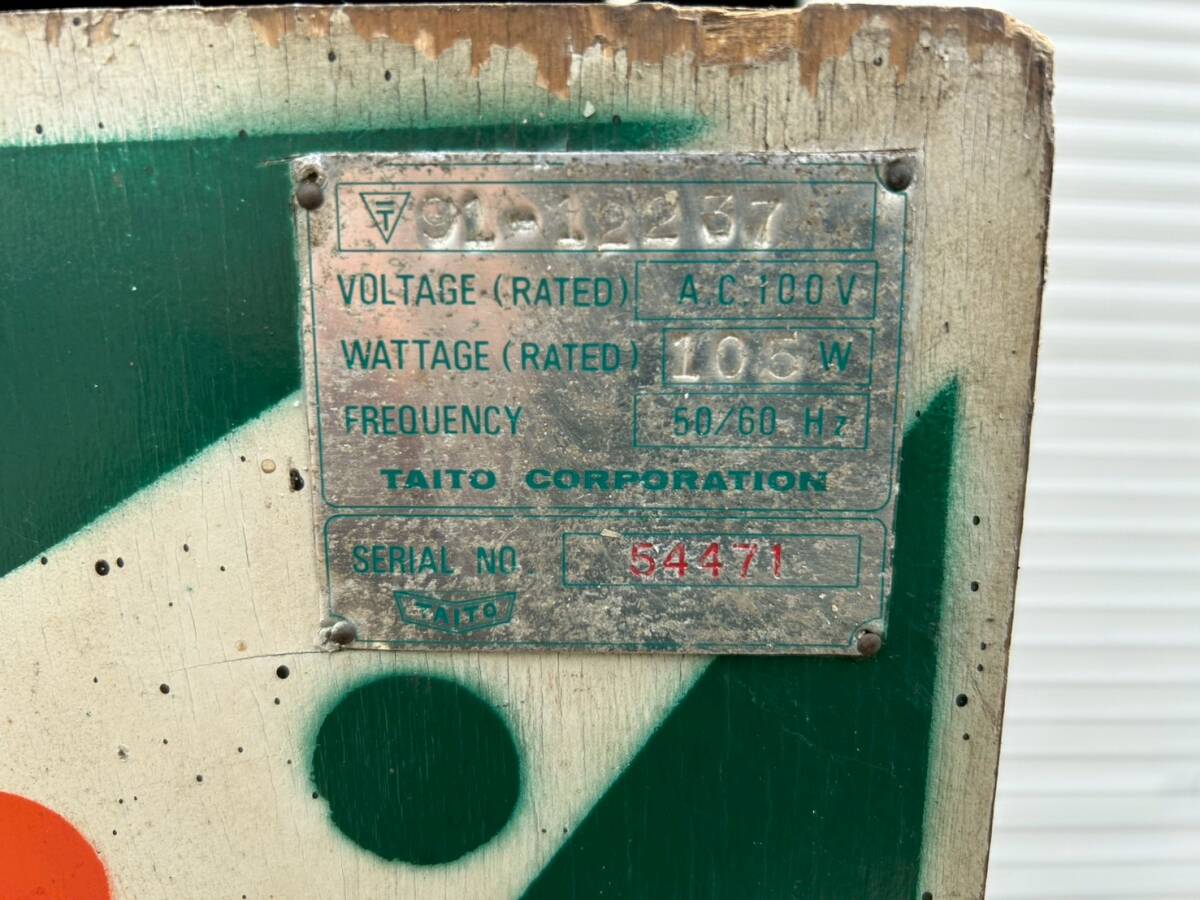 T 91-12237
VOLTAGE (RATED) A.C.100V
WATTAGE (RATED) 105 W
FREQUENCY 50/60 Hz
TAITO CORPORATION
SERIAL NO. 54471
TAITO